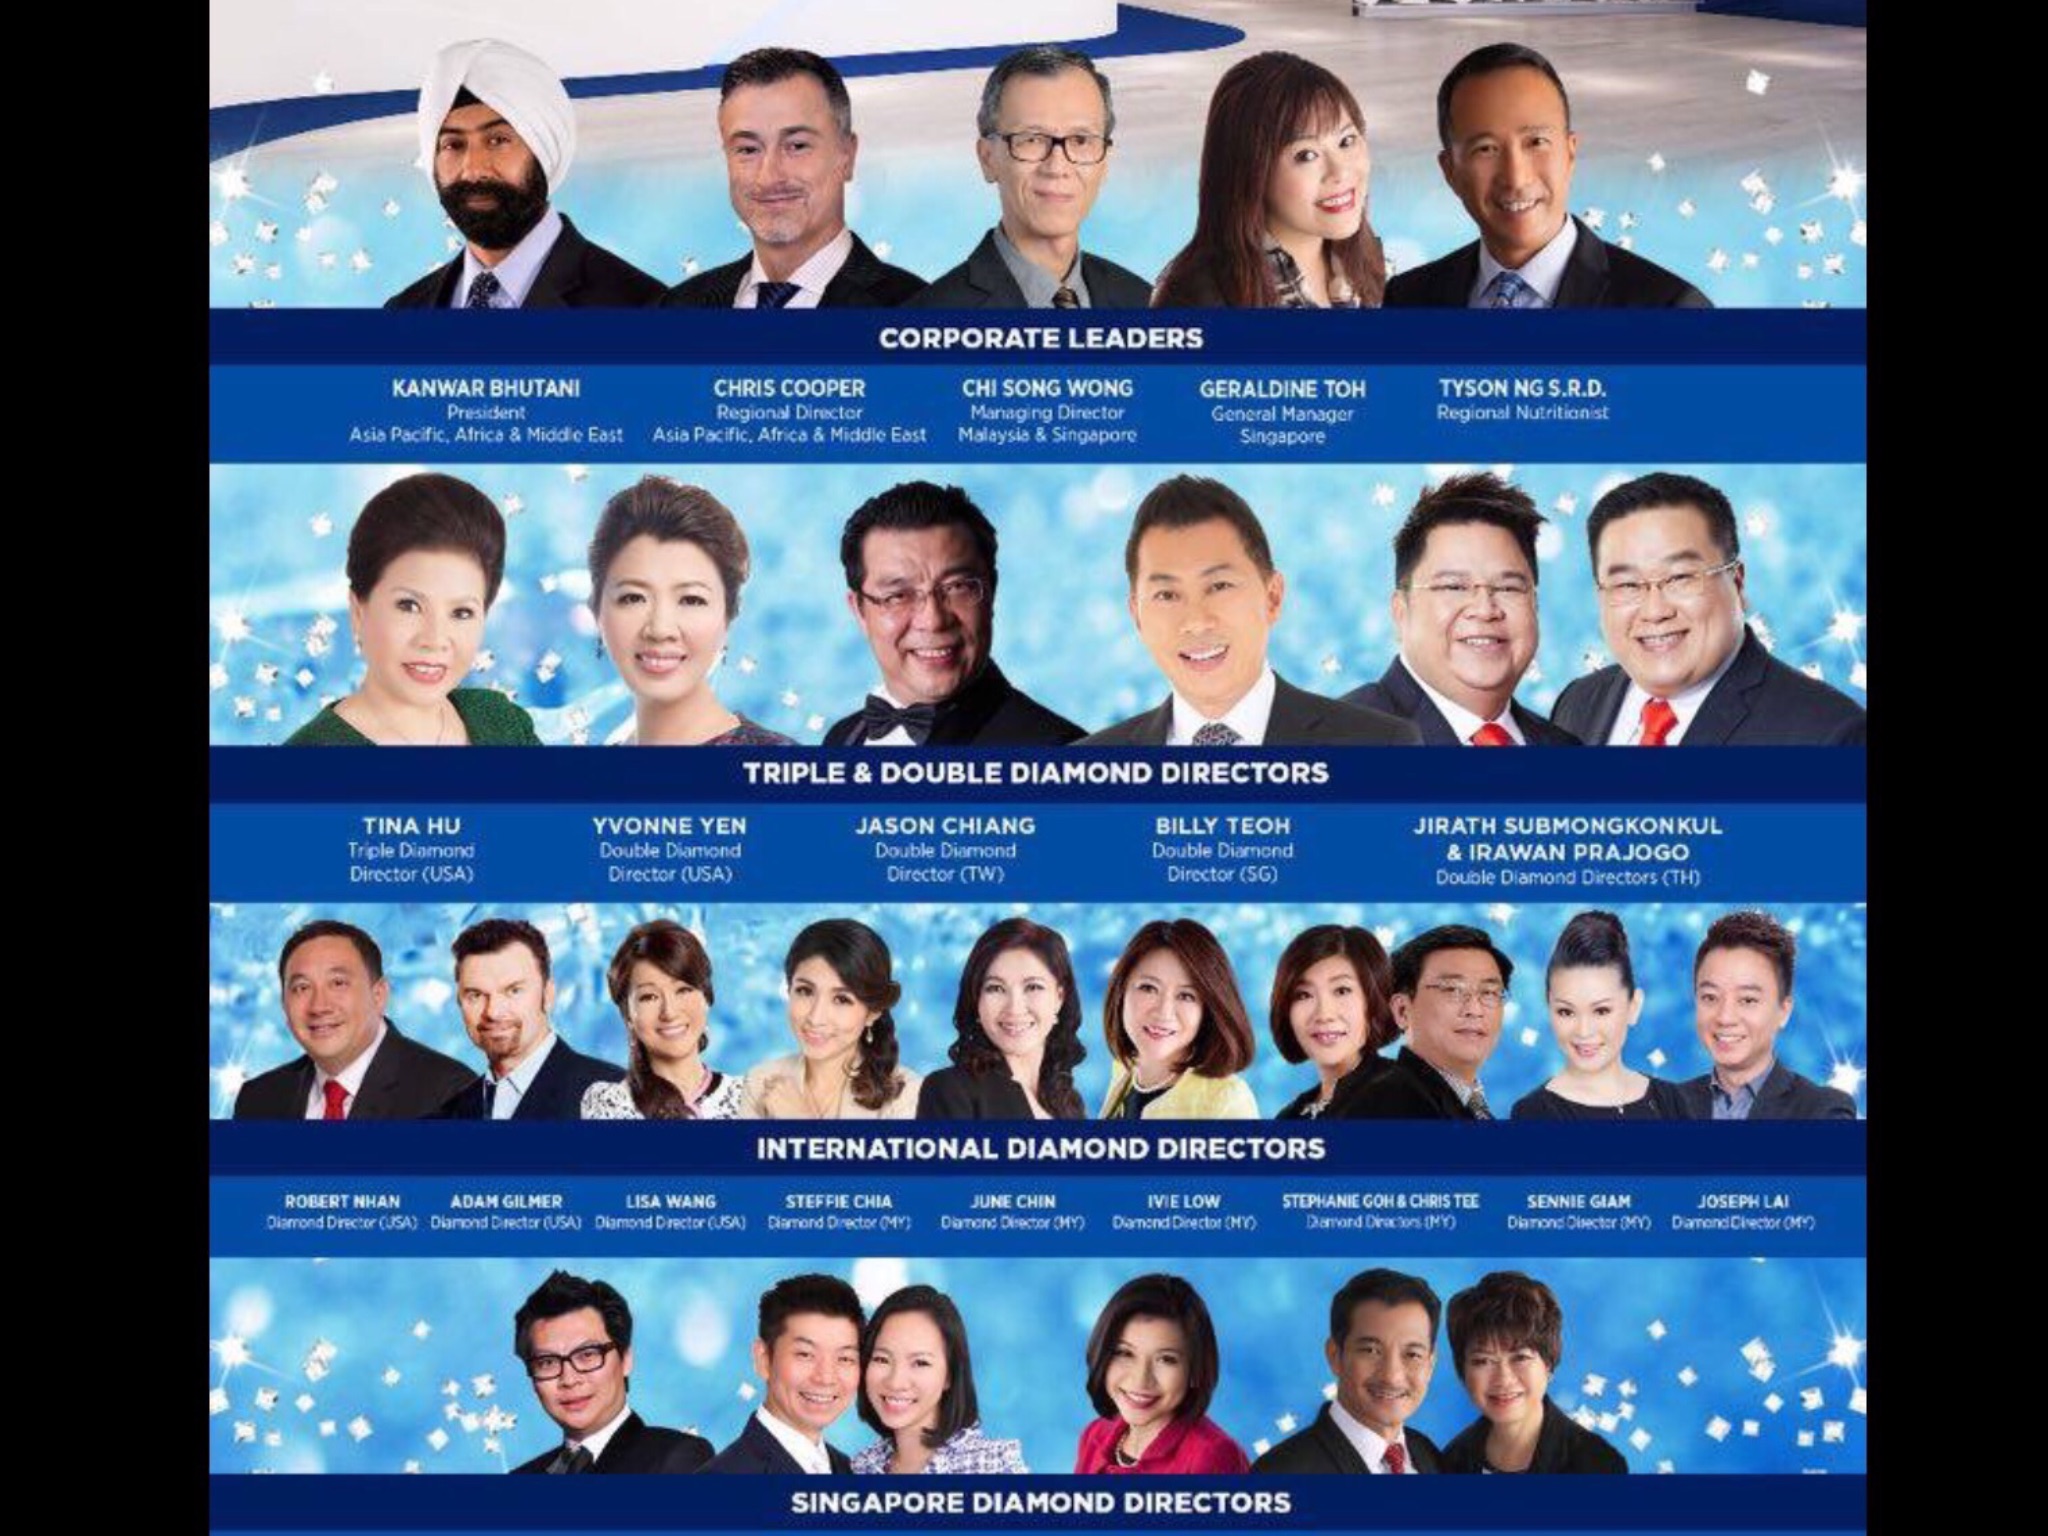 CORPORATE LEADERS
KANWAR BHUTANI
President
Asia Pacific, Africa & Middle East
CHRIS COOPER
Regional Director
Asia Pacific, Africa & Middle East
CHI SONG WONG
Managing Director
Malaysia & Singapore
GERALDINE TOH
General Manager
Singapore
TYSON NG S.R.D.
Regional Nutritionist
TRIPLE & DOUBLE DIAMOND DIRECTORS
TINA HU
Triple Diamond
Director (USA)
YVONNE YEN
Double Diamond
Director (USA)
JASON CHIANG
Double Diamond
Director (TW)
BILLY TEOH
Double Diamond
Director (SG)
JIRATH SUBMONGKONKUL
& IRAWAN PRAJOGO
Double Diamond Directors (TH)
INTERNATIONAL DIAMOND DIRECTORS
ROBERT NHAN
Diamond Director (USA)
ADAM GILMER
Diamond Director (USA)
LISA WANG
Diamond Director (USA)
STEFFIE CHIA
Diamond Director (MY)
JUNE CHIN
Diamond Director (MY)
IVIE LOW
Diamond Director (MY)
STEPHANIE GOH & CHRIS TEE
Diamond Directors (MY)
SENNIE GIAM
Diamond Director (MY)
JOSEPH LAI
Diamond Director (MY)
SINGAPORE DIAMOND DIRECTORS